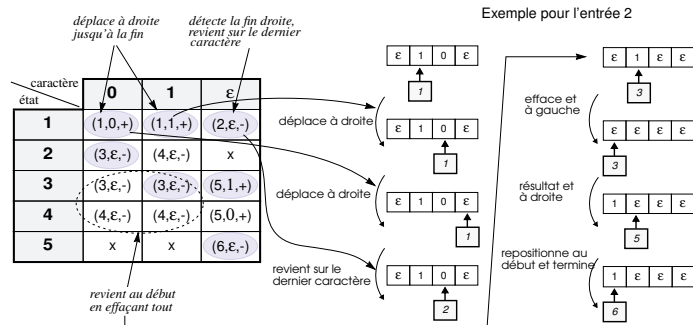 Exemple pour l'entrée 2
déplace à droite
jusqu'à la fin
détecte la fin droite,
revient sur le dernier
caractère
caractère
état
0 1 ε
1 (1,0,+) (1,1,+) (2,ε,-)
2 (3,ε,-) (4,ε,-) x
3 (3,ε,-) (3,ε,-) (5,1,+)
4 (4,ε,-) (4,ε,-) (5,0,+)
5 x x (6,ε,-)
revient au début
en effaçant tout
ε 1 0 ε
1
déplace à droite
ε 1 0 ε
1
déplace à droite
ε 1 0 ε
1
revient sur le
dernier caractère
ε 1 0 ε
2
ε 1 ε ε
3
efface et
à gauche
ε ε ε ε
3
résultat et
à droite
1 ε ε ε
5
repositionne au
début et termine
1 ε ε ε
6